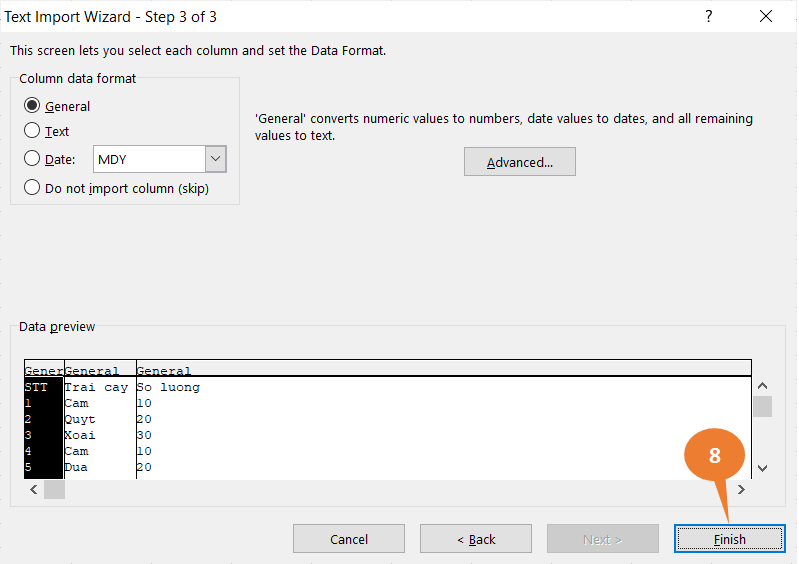 Text Import Wizard - Step 3 of 3 ?
This screen lets you select each column and set the Data Format.
Column data format
General
Text
Date: MDY
Do not import column (skip)
'General' converts numeric values to numbers, date values to dates, and all remaining
values to text.
Advanced...
Data preview
Gener General General
STT Trai cay So luong
1 Cam 10
2 Quyt 20
3 Xoai 30
4 Cam 10
5 Dua 20
8
Cancel < Back Next > Finish